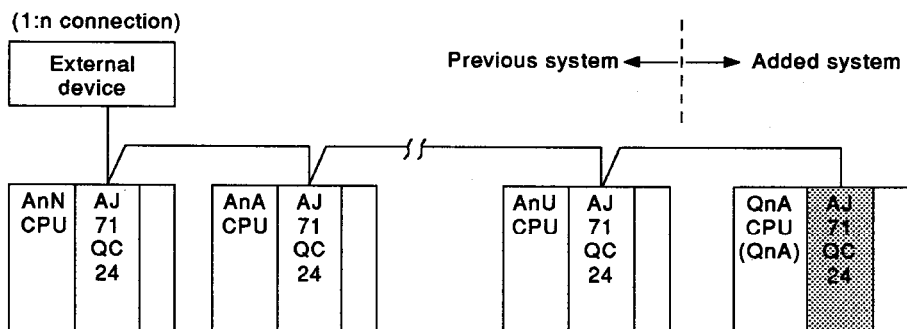 (1:n connection)
External
device
Previous system
Added system
AnN
CPU
AJ
71
QC
24
AnA
CPU
AJ
71
QC
24
AnU
CPU
AJ
71
QC
24
QnA
CPU
(QnA)
AJ
71
QC
24